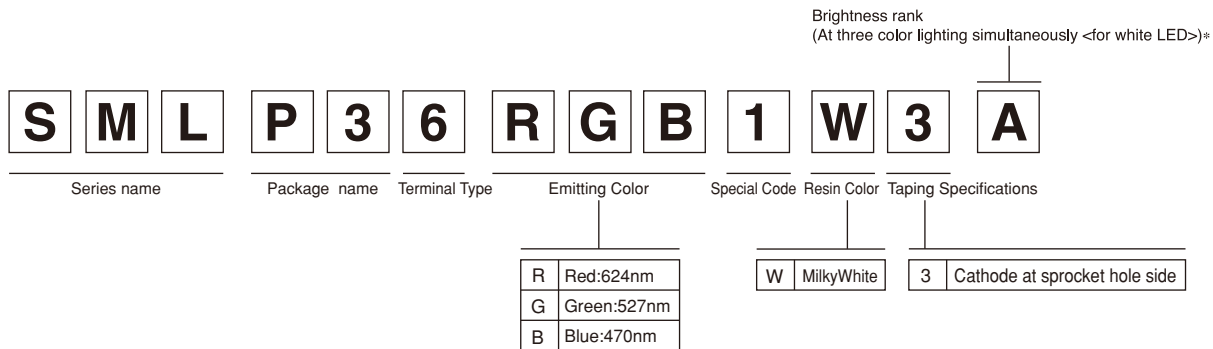 Brightness rank
(At three color lighting simultaneously <for white LED>)*
S M L P 3 6 R G B 1 W 3 A
Series name Package name Terminal Type Emitting Color Special Code Resin Color Taping Specifications
R Red:624nm W MilkyWhite 3 Cathode at sprocket hole side
G Green:527nm
B Blue:470nm